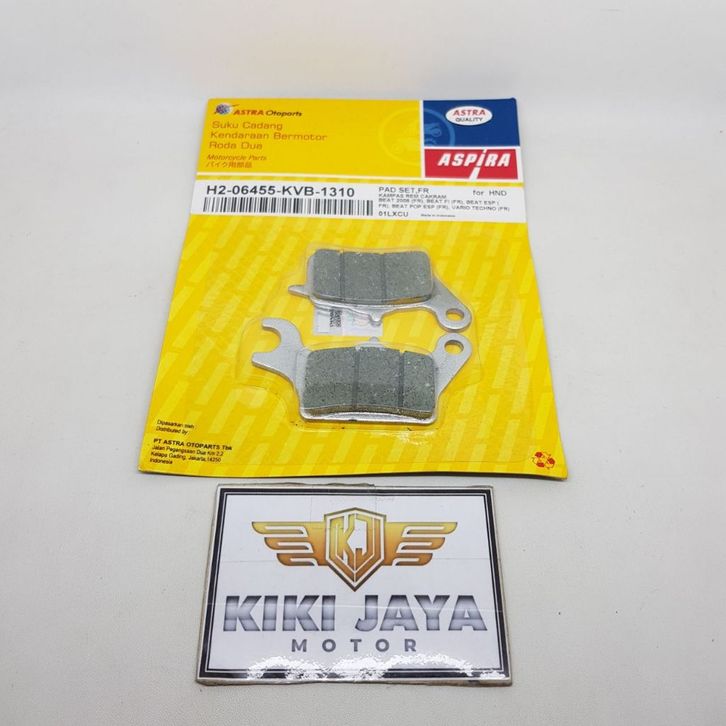 ASTRA Otoparts
Suku Cadang
Kendaraan Bermotor
Roda Dua
Motorcycle Parts
バイク用部品
ASTRA
QUALITY
ASPIRA
H2-06455-KVB-1310
PAD SET,FR
KAMPAS REM CAKRAM
BEAT 2008 (FR), BEAT FI (FR), BEAT ESP (
FR), BEAT POP ESP (FR), VARIO TECHNO (FR)
01LXCU
Made in Indonesia
for HND
Dipasarkan oleh
Distributed by :
PT ASTRA OTOPARTS Tbk
Jalan Pegangsaan Dua Km 2,2
Kelapa Gading, Jakarta,14250
Indonesia
KJ
KIKI JAYA
MOTOR